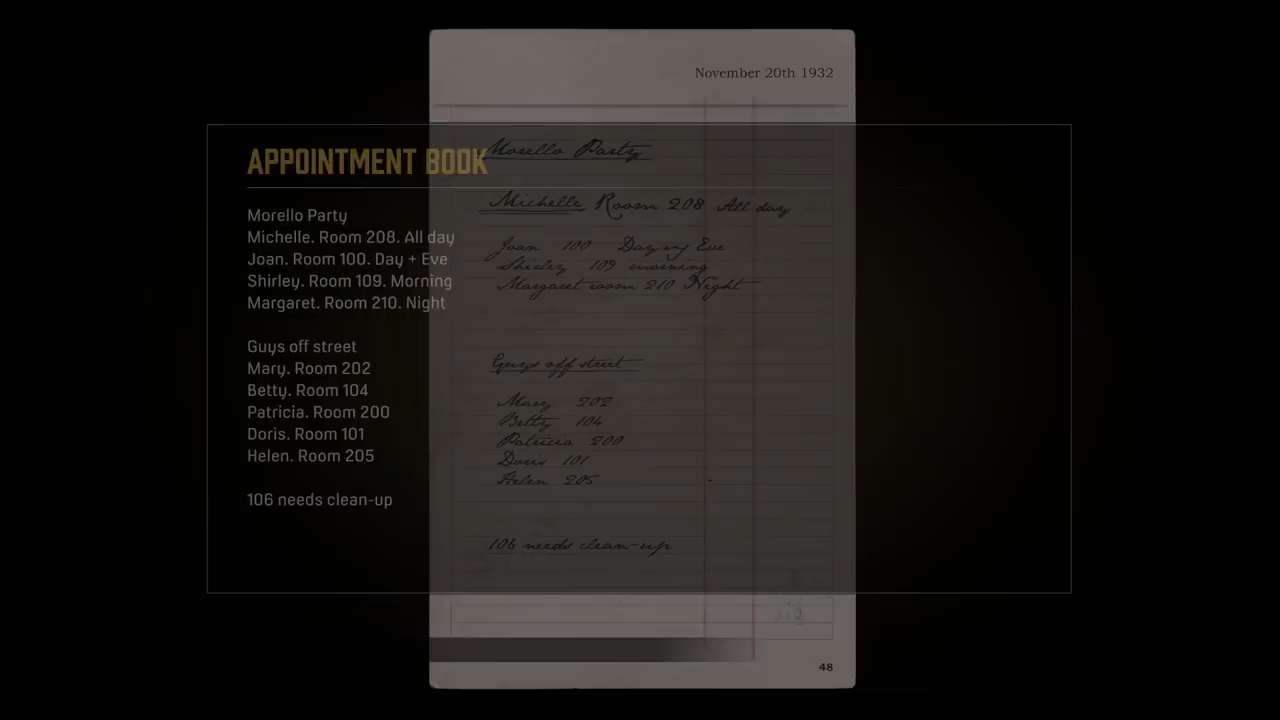 November 20th 1932
APPOINTMENT BOOK
Morello Party
Michelle. Room 208. All day
Joan. Room 100. Day + Eve
Shirley. Room 109. Morning
Margaret. Room 210. Night
Guys off street
Mary. Room 202
Betty. Room 104
Patricia. Room 200
Doris. Room 101
Helen. Room 205
106 needs clean-up
Morello Party
Michelle Room 208 All day
Joan 100 Day Eve
Shirley 109 morning
Margaret room 210 Night
Guys off street
Mary 202
Betty 104
Patricia 200
Doris 101
Helen 205
106 needs clean-up
48